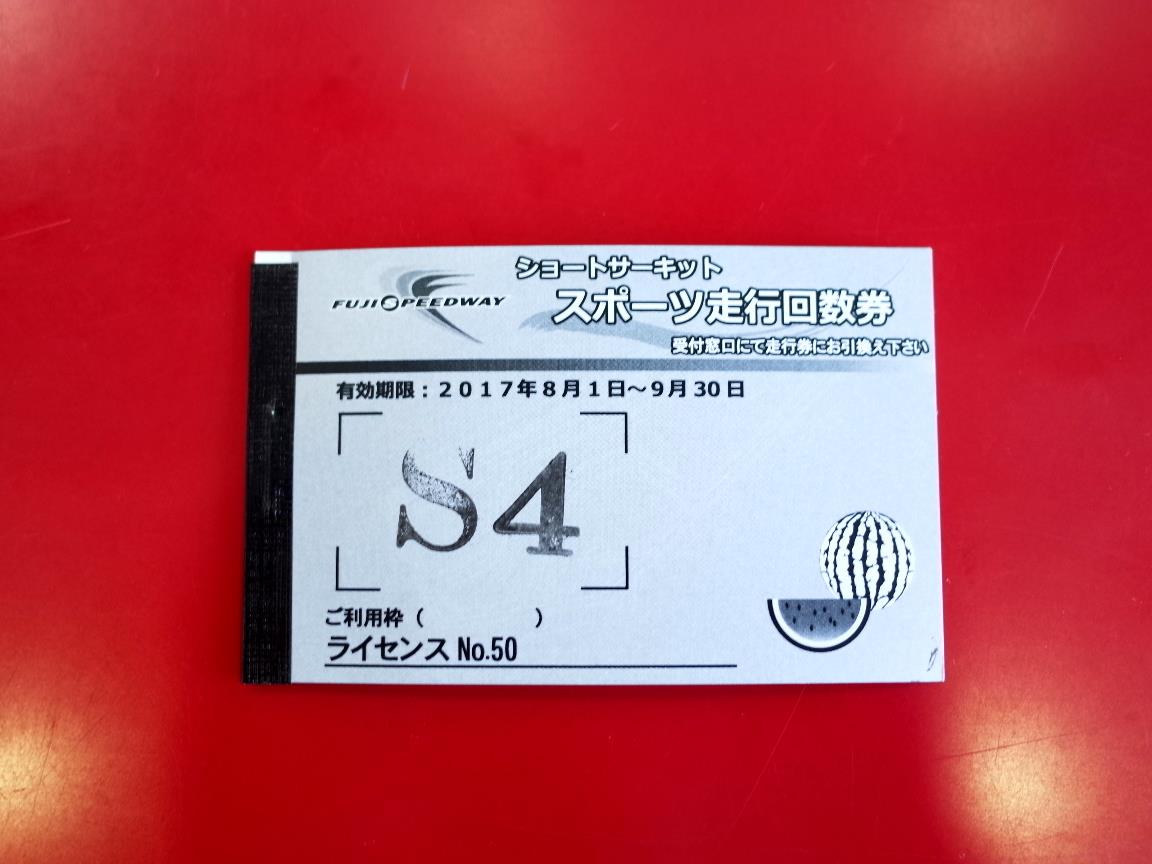 FUJI SPEEDWAY
ショートサーキット
スポーツ走行回数券
受付窓口にて走行券にお引換え下さい
有効期限：２０１７年８月１日～９月３０日
S4
ご利用枠（　　　　　）
ライセンス No.50